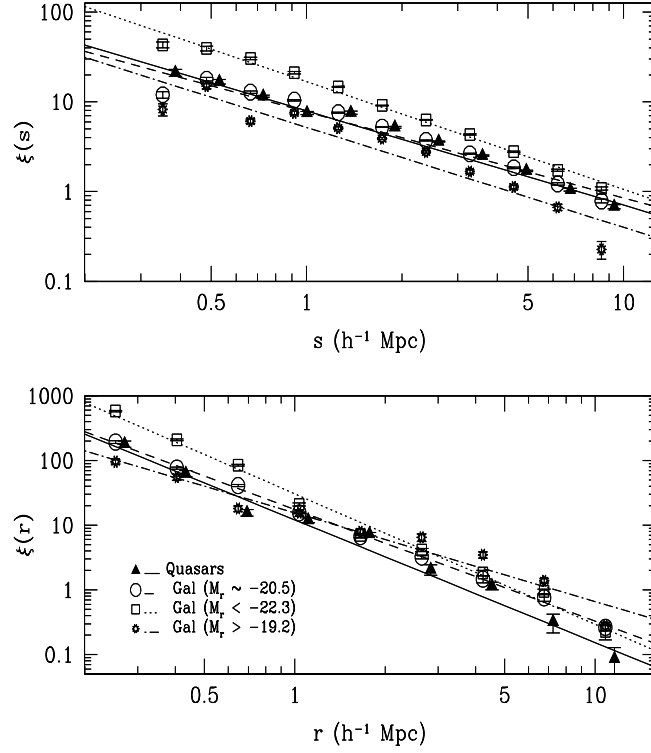 100
10
1
0.1
ξ(s)
0.5 1 5 10
s (h⁻¹ Mpc)
1000
100
10
1
0.1
ξ(r)
Quasars
Gal (Mᵣ ~ -20.5)
Gal (Mᵣ < -22.3)
Gal (Mᵣ > -19.2)
0.5 1 5 10
r (h⁻¹ Mpc)